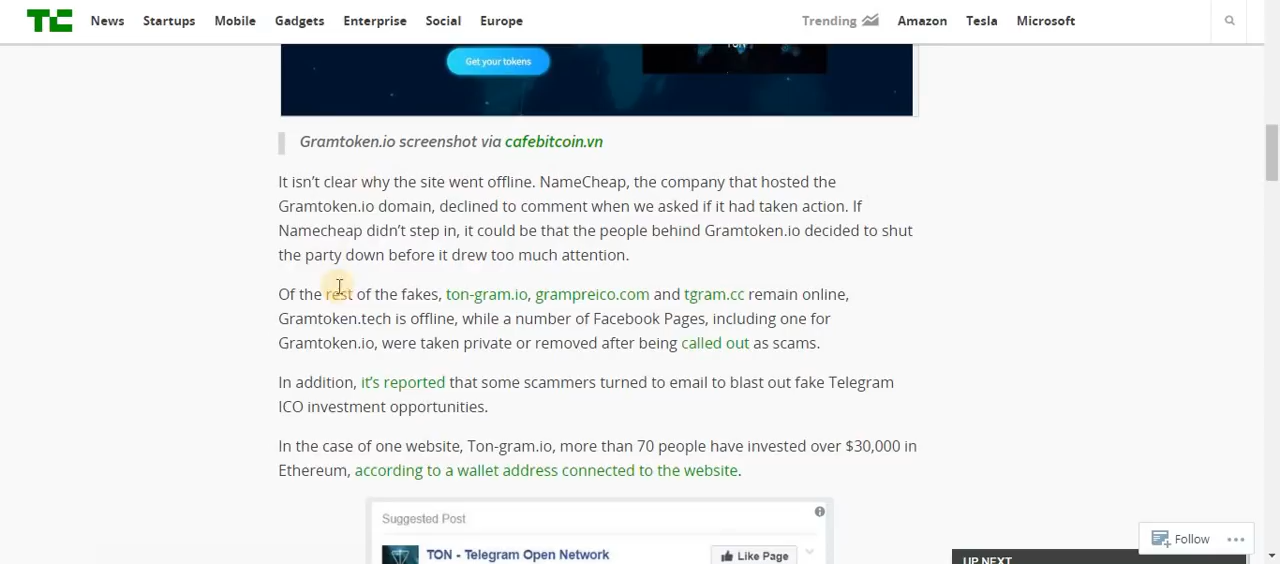 TC News Startups Mobile Gadgets Enterprise Social Europe Trending Amazon Tesla Microsoft
TON
Get your tokens
Gramtoken.io screenshot via cafebitcoin.vn
It isn’t clear why the site went offline. NameCheap, the company that hosted the
Gramtoken.io domain, declined to comment when we asked if it had taken action. If
Namecheap didn’t step in, it could be that the people behind Gramtoken.io decided to shut
the party down before it drew too much attention.
Of the rest of the fakes, ton-gram.io, grampreico.com and tgram.cc remain online,
Gramtoken.tech is offline, while a number of Facebook Pages, including one for
Gramtoken.io, were taken private or removed after being called out as scams.
In addition, it’s reported that some scammers turned to email to blast out fake Telegram
ICO investment opportunities.
In the case of one website, Ton-gram.io, more than 70 people have invested over $30,000 in
Ethereum, according to a wallet address connected to the website.
Suggested Post
TON - Telegram Open Network Like Page
Follow
UP NEXT